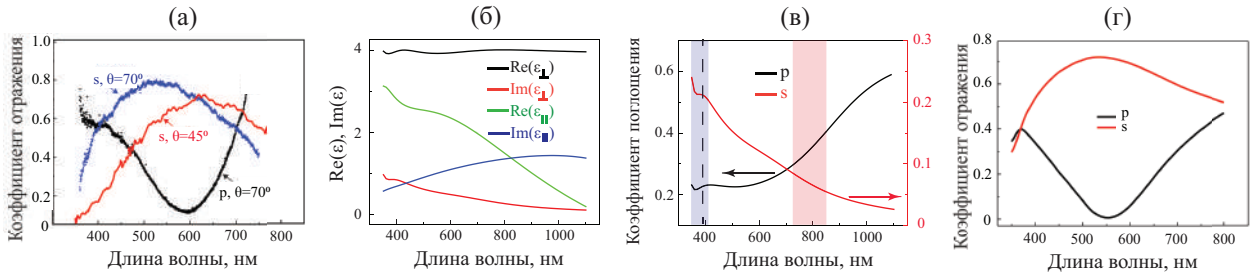 (а)
Коэффициент отражения
1.0
0.8
0.6
0.4
0.2
0
s, θ=70º
s, θ=45º
p, θ=70º
400 500 600 700 800
Длина волны, нм
(б)
Re(ε), Im(ε)
4
2
0
Re(ε⊥)
Im(ε⊥)
Re(ε||)
Im(ε||)
400 600 800 1000
Длина волны, нм
(в)
Коэффициент поглощения
0.6
0.4
0.2
p
s
0.3
0.2
0.1
0
400 600 800 1000
Длина волны, нм
(г)
Коэффициент отражения
0.8
0.6
0.4
0.2
0
p
s
400 500 600 700 800
Длина волны, нм